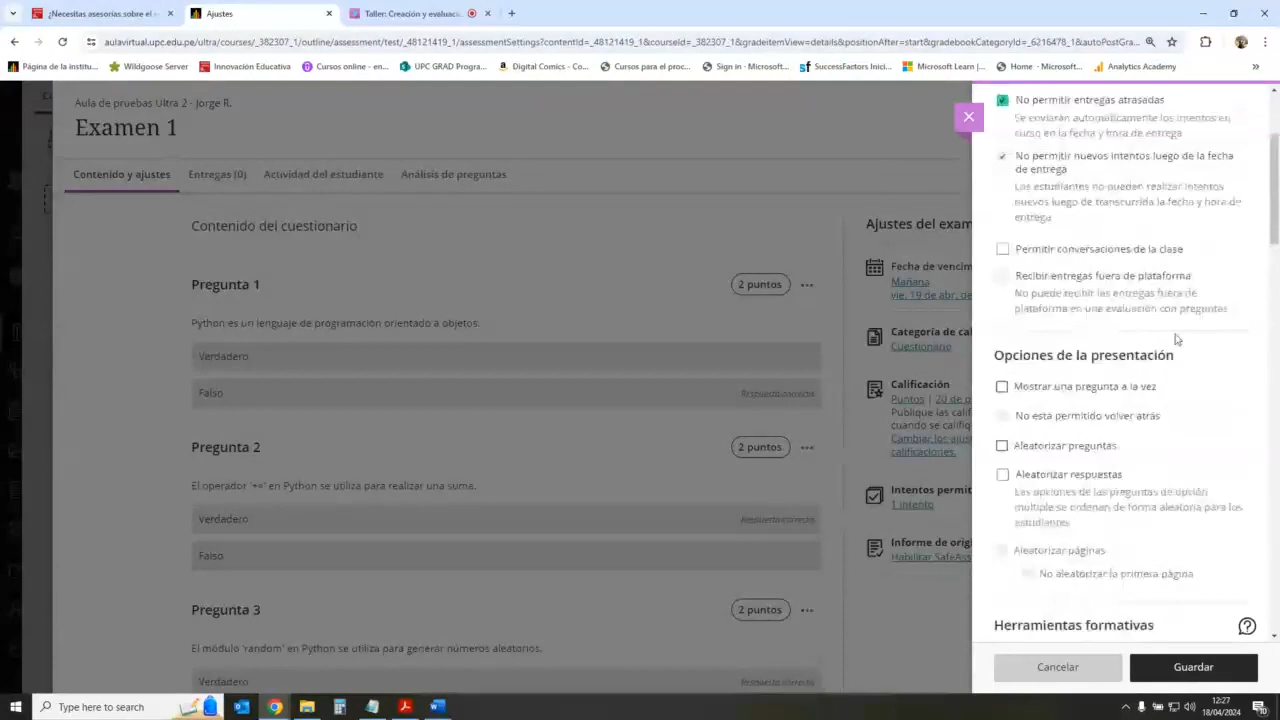 ¿Necesitas asesorías sobre el e
Ajustes
Taller: Creación y evaluaci
aulavirtual.upc.edu.pe/ultra/courses/_382307_1/outline/assessment/test/_48121419_1/assessmentSettings?contentId=_48121419_1&courseId=_382307_1&gradeitemView=details&positionAfter=start&gradebookCategoryId=_6216478_1&autoPostGra...
Página de la institu...
Wildgoose Server
Innovación Educativa
Cursos online - en...
UPC GRAD Progra...
Digital Comics - Co...
Cursos para el proc...
Sign in - Microsoft...
SuccessFactors Inici...
Microsoft Learn |...
Home - Microsoft...
Analytics Academy
Aula de pruebas Ultra 2 - Jorge R.
Examen 1
Contenido y ajustes
Entregas (0)
Actividad del estudiante
Análisis de preguntas
Contenido del cuestionario
Pregunta 1
2 puntos
Python es un lenguaje de programación orientado a objetos.
Verdadero
Falso
Respuesta correcta
Pregunta 2
2 puntos
El operador '+=' en Python se utiliza para realizar una suma.
Verdadero
Respuesta correcta
Falso
Pregunta 3
2 puntos
El módulo 'random' en Python se utiliza para generar números aleatorios.
Verdadero
Respuesta correcta
Ajustes del exam
Fecha de vencim
Mañana
vie. 19 de abr. de
Categoría de cal
Cuestionario
Calificación
Puntos | 20 de p
Publique las calif
cuando se califiq
Cambiar los ajus
calificaciones.
Intentos permit
1 intento
Informe de orig
Habilitar SafeAs
No permitir entregas atrasadas
Se enviarán automáticamente los intentos en
curso en la fecha y hora de entrega
No permitir nuevos intentos luego de la fecha
de entrega
Los estudiantes no pueden realizar intentos
nuevos luego de transcurrida la fecha y hora de
entrega
Permitir conversaciones de la clase
Recibir entregas fuera de plataforma
No puede recibir las entregas fuera de
plataforma en una evaluación con preguntas
Opciones de la presentación
Mostrar una pregunta a la vez
No está permitido volver atrás
Aleatorizar preguntas
Aleatorizar respuestas
Las opciones de las preguntas de opción
múltiple se ordenan de forma aleatoria para los
estudiantes
Aleatorizar páginas
No aleatorizar la primera página
Herramientas formativas
Cancelar
Guardar
Type here to search
12:27
18/04/2024